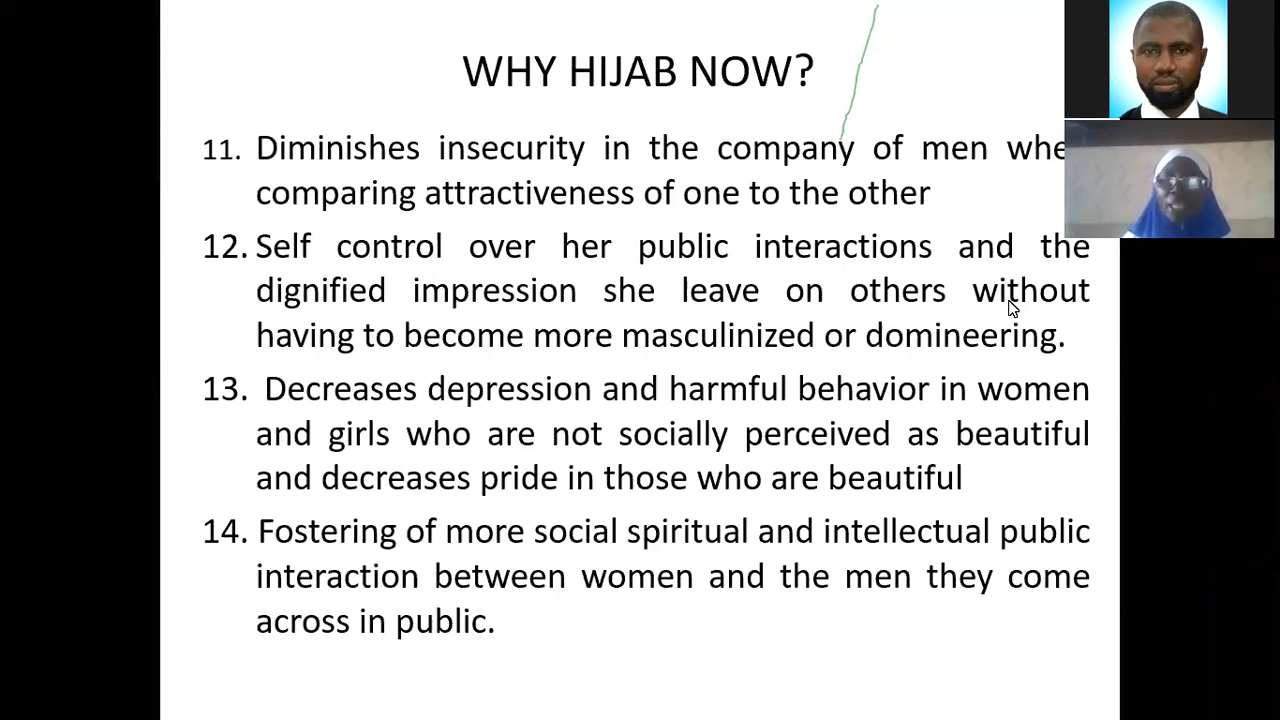 WHY HIJAB NOW?
11. Diminishes insecurity in the company of men
comparing attractiveness of one to the other
12. Self control over her public interactions and the
dignified impression she leave on others without
having to become more masculinized or domineering.
13. Decreases depression and harmful behavior in women
and girls who are not socially perceived as beautiful
and decreases pride in those who are beautiful
14. Fostering of more social spiritual and intellectual public
interaction between women and the men they come
across in public.